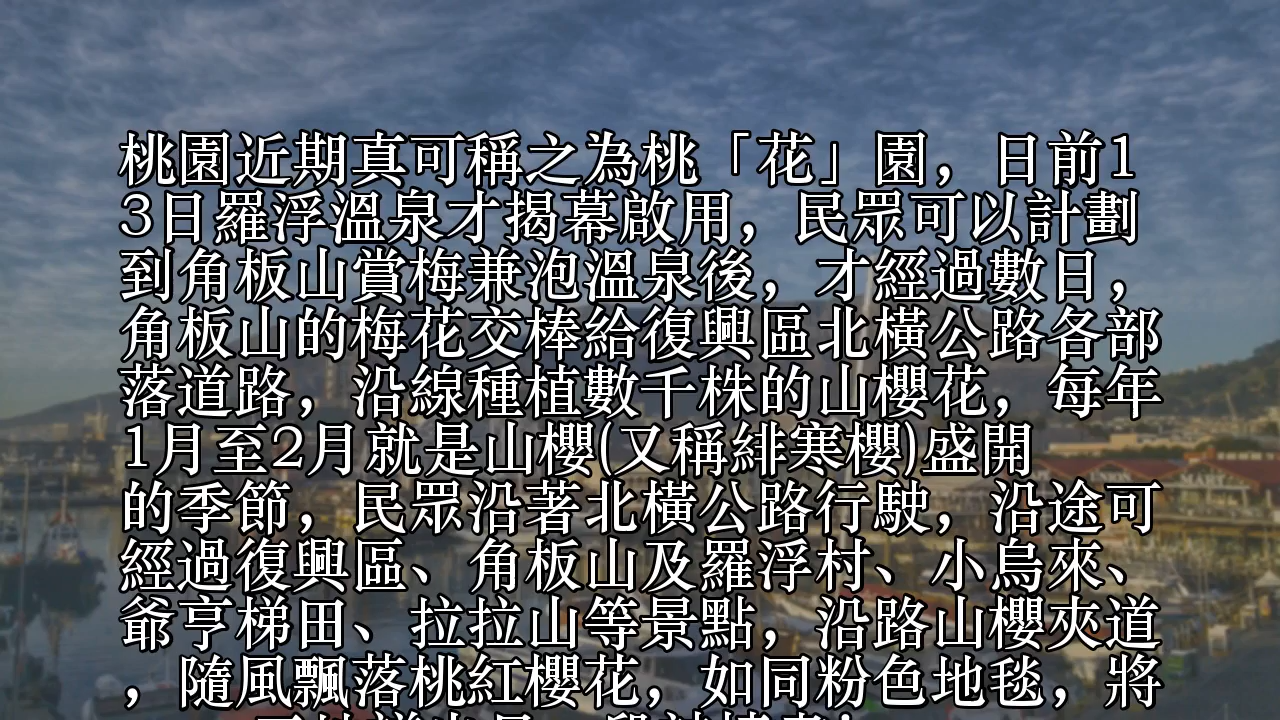 桃園近期真可稱之為桃「花」園，日前1
3日羅浮溫泉才揭幕啟用，民眾可以計劃
到角板山賞梅兼泡溫泉後，才經過數日，
角板山的梅花交棒給復興區北橫公路各部
落道路，沿線種植數千株的山櫻花，每年
1月至2月就是山櫻(又稱緋寒櫻)盛開
的季節，民眾沿著北橫公路行駛，沿途可
經過復興區、角板山及羅浮村、小烏來、
爺亨梯田、拉拉山等景點，沿路山櫻夾道
，隨風飄落桃紅櫻花，如同粉色地毯，將